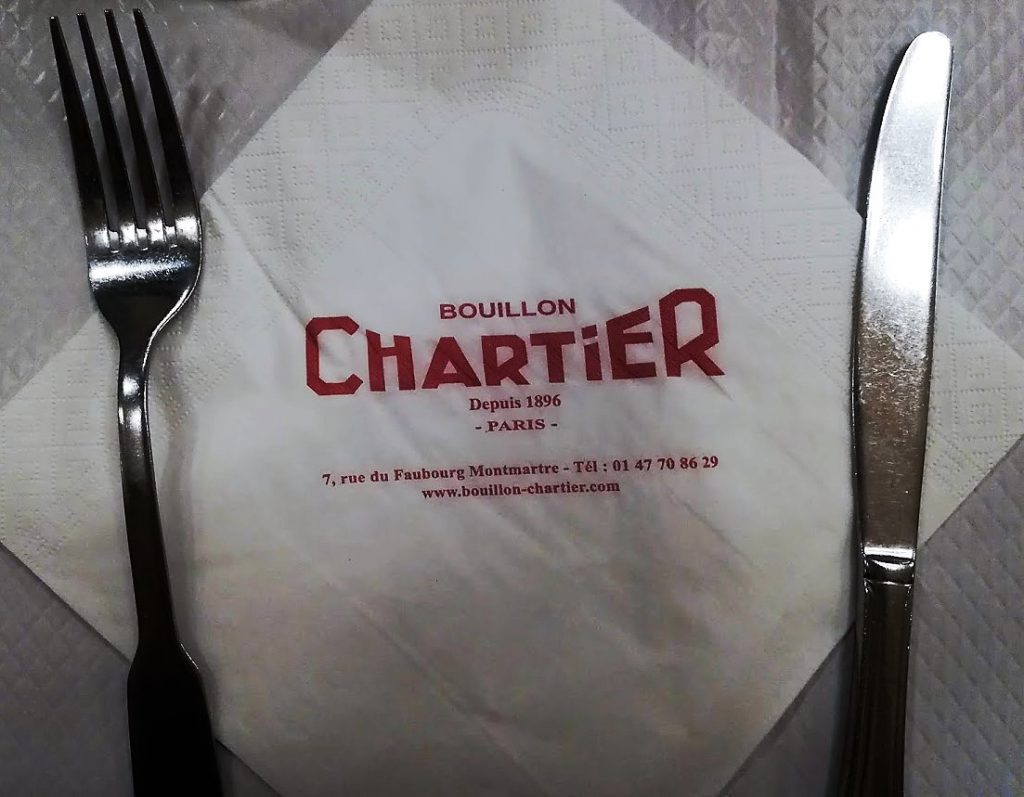 BOUILLON
CHARTiER
Depuis 1896
- PARIS -
7, rue du Faubourg Montmartre - Tél : 01 47 70 86 29
www.bouillon-chartier.com